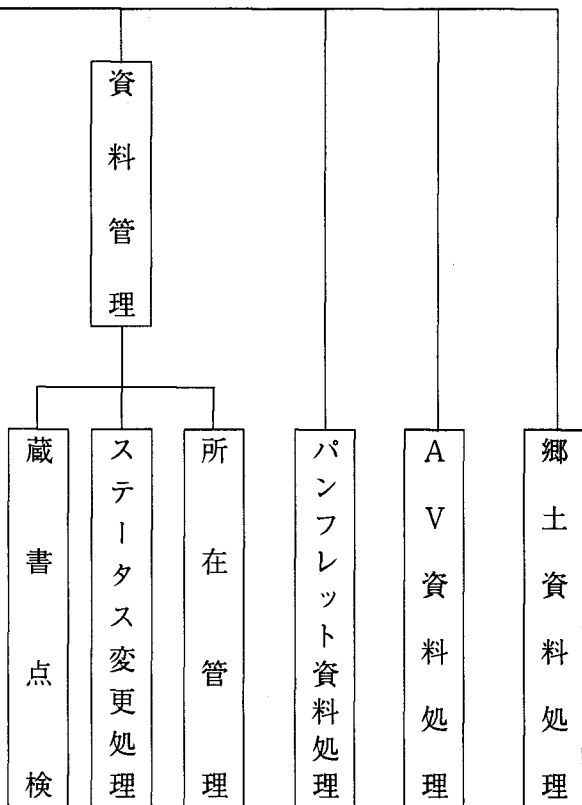 資料管理
蔵書点検
ステータス変更処理
所在管理
パンフレット資料処理
AV資料処理
郷土資料処理